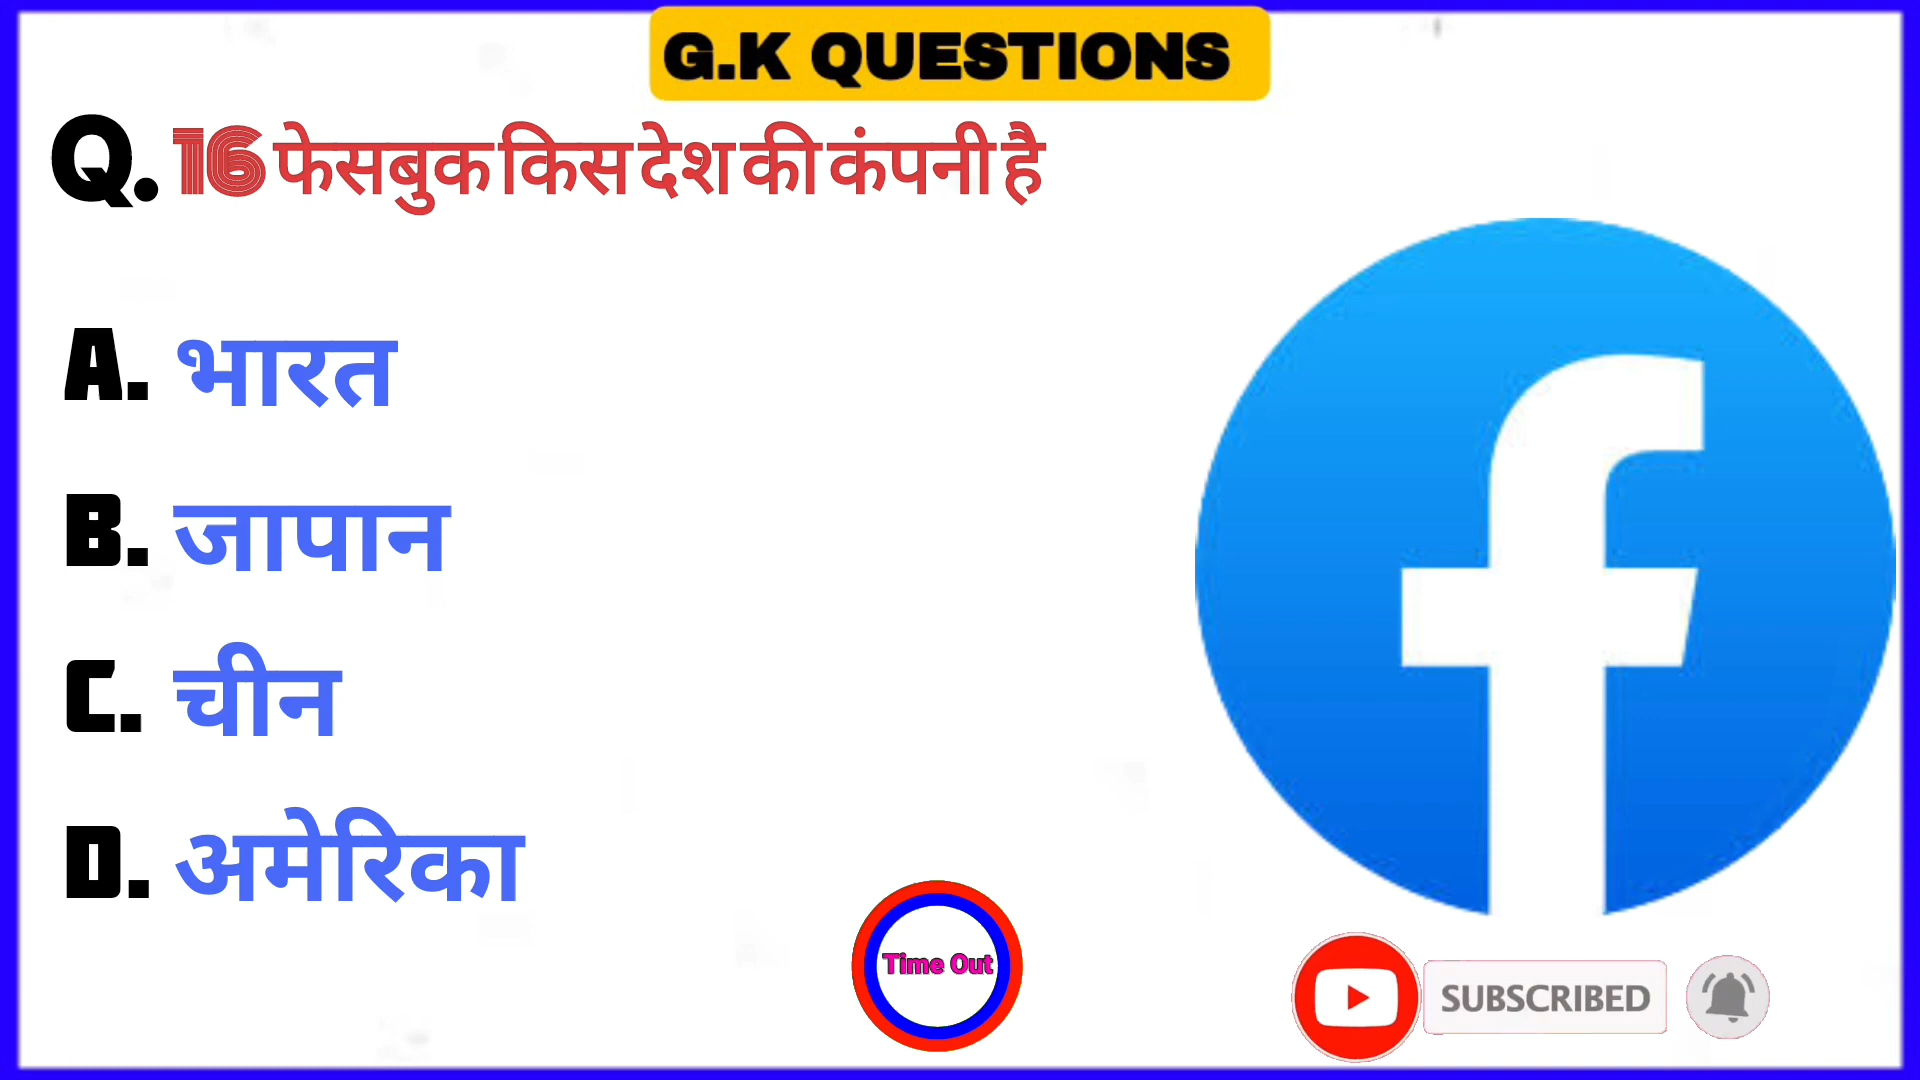 G.K QUESTIONS
Q. 16 फेसबुक किस देश की कंपनी है
A. भारत
B. जापान
C. चीन
D. अमेरिका
Time Out
SUBSCRIBED